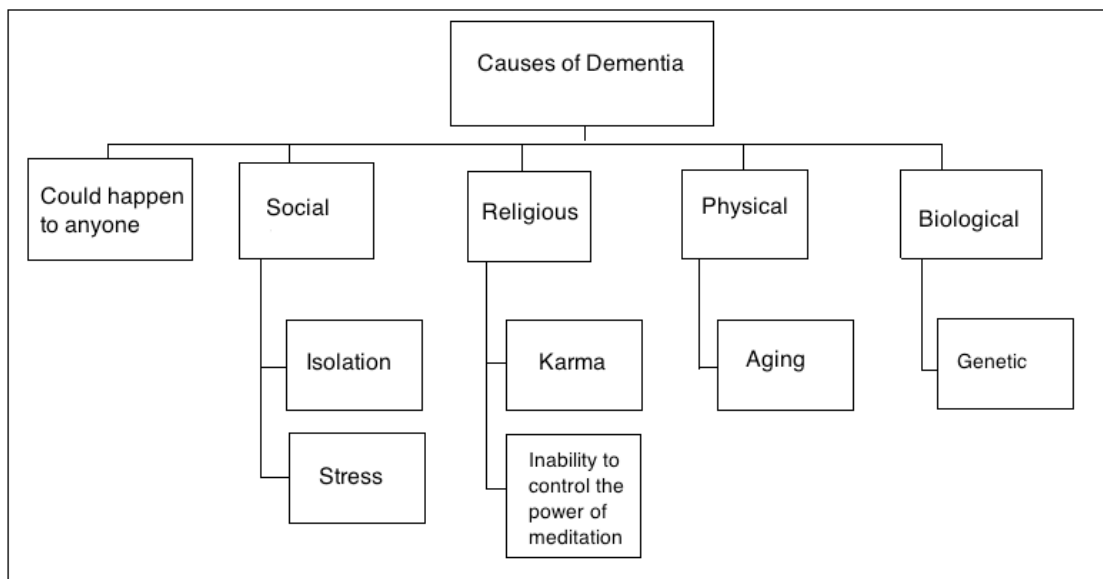 Causes of Dementia
Could happen
to anyone
Social
Religious
Physical
Biological
Isolation
Karma
Aging
Genetic
Stress
Inability to
control the
power of
meditation